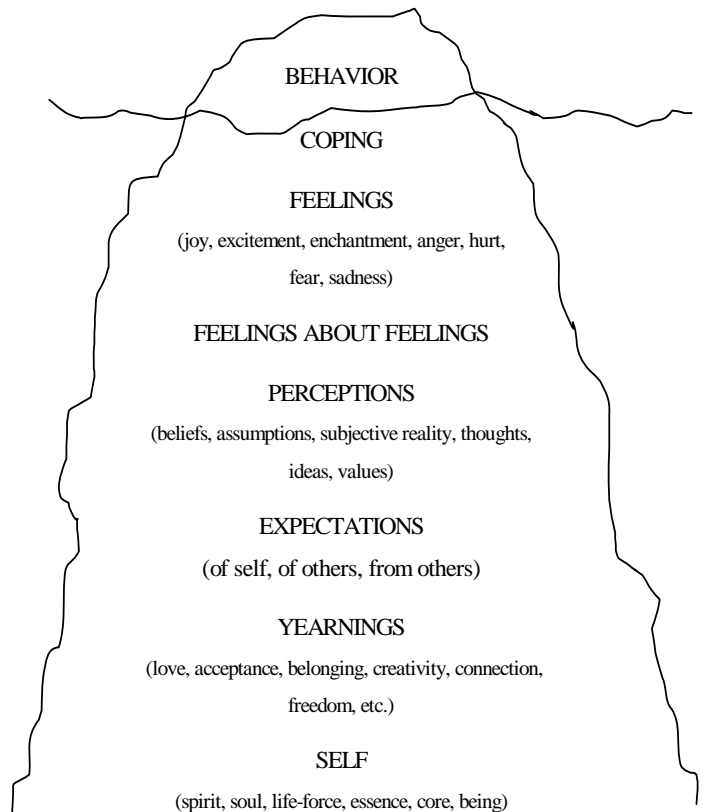 BEHAVIOR
COPING
FEELINGS
(joy, excitement, enchantment, anger, hurt,
fear, sadness)
FEELINGS ABOUT FEELINGS
PERCEPTIONS
(beliefs, assumptions, subjective reality, thoughts,
ideas, values)
EXPECTATIONS
(of self, of others, from others)
YEARNINGS
(love, acceptance, belonging, creativity, connection,
freedom, etc.)
SELF
(spirit, soul, life-force, essence, core, being)